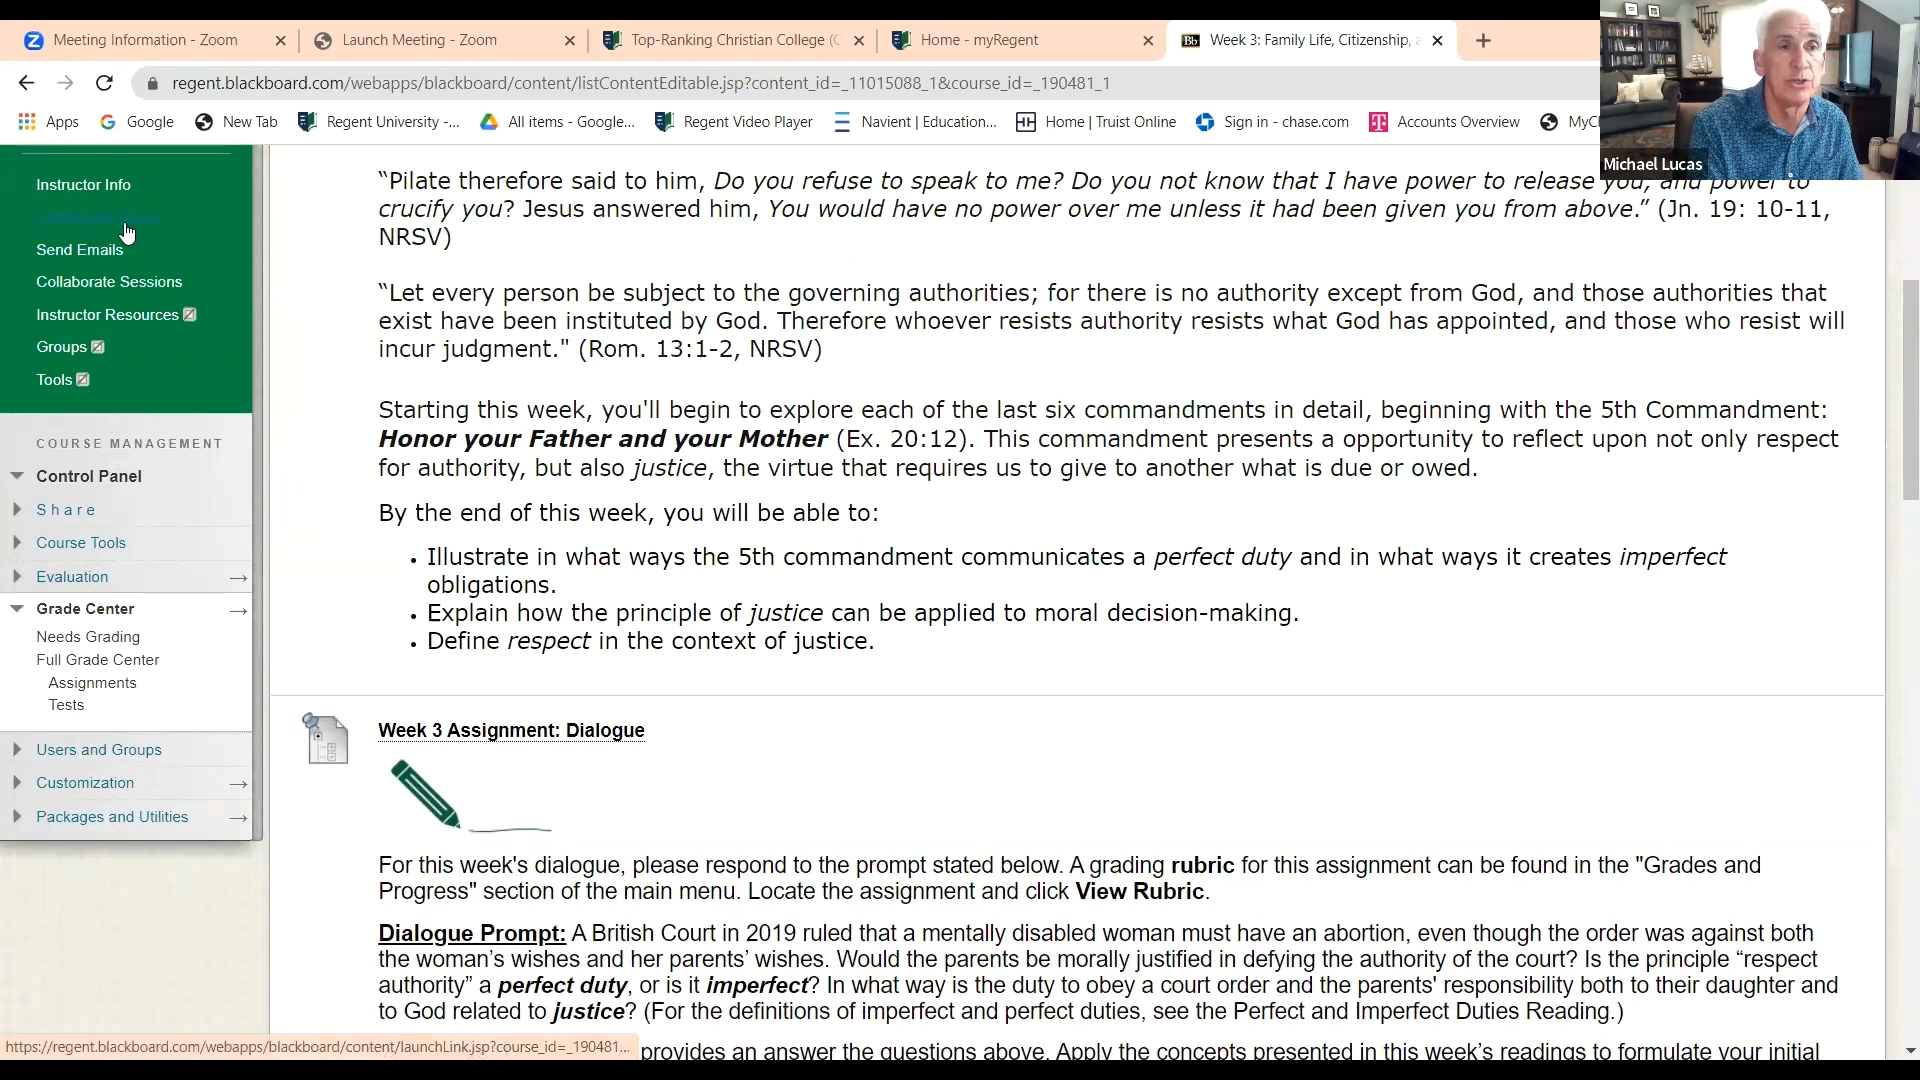 Meeting Information - Zoom
Launch Meeting - Zoom
Top-Ranking Christian College (C
Home - myRegent
Week 3: Family Life, Citizenship, a
regent.blackboard.com/webapps/blackboard/content/listContentEditable.jsp?content_id=_11015088_1&course_id=_190481_1
Apps
Google
New Tab
Regent University -...
All items - Google...
Regent Video Player
Navient | Education...
Home | Truist Online
Sign in - chase.com
Accounts Overview
MyC
Michael Lucas
Instructor Info
Send Emails
Collaborate Sessions
Instructor Resources
Groups
Tools
COURSE MANAGEMENT
Control Panel
Share
Course Tools
Evaluation
Grade Center
Needs Grading
Full Grade Center
Assignments
Tests
Users and Groups
Customization
Packages and Utilities
“Pilate therefore said to him, Do you refuse to speak to me? Do you not know that I have power to release you, and power to
crucify you? Jesus answered him, You would have no power over me unless it had been given you from above.” (Jn. 19: 10-11,
NRSV)
“Let every person be subject to the governing authorities; for there is no authority except from God, and those authorities that
exist have been instituted by God. Therefore whoever resists authority resists what God has appointed, and those who resist will
incur judgment." (Rom. 13:1-2, NRSV)
Starting this week, you'll begin to explore each of the last six commandments in detail, beginning with the 5th Commandment:
Honor your Father and your Mother (Ex. 20:12). This commandment presents a opportunity to reflect upon not only respect
for authority, but also justice, the virtue that requires us to give to another what is due or owed.
By the end of this week, you will be able to:
• Illustrate in what ways the 5th commandment communicates a perfect duty and in what ways it creates imperfect
obligations.
• Explain how the principle of justice can be applied to moral decision-making.
• Define respect in the context of justice.
Week 3 Assignment: Dialogue
For this week's dialogue, please respond to the prompt stated below. A grading rubric for this assignment can be found in the "Grades and
Progress" section of the main menu. Locate the assignment and click View Rubric.
Dialogue Prompt: A British Court in 2019 ruled that a mentally disabled woman must have an abortion, even though the order was against both
the woman’s wishes and her parents’ wishes. Would the parents be morally justified in defying the authority of the court? Is the principle “respect
authority” a perfect duty, or is it imperfect? In what way is the duty to obey a court order and the parents' responsibility both to their daughter and
to God related to justice? (For the definitions of imperfect and perfect duties, see the Perfect and Imperfect Duties Reading.)
provides an answer the questions above. Apply the concepts presented in this week’s readings to formulate your initial
https://regent.blackboard.com/webapps/blackboard/content/launchLink.jsp?course_id=_190481...